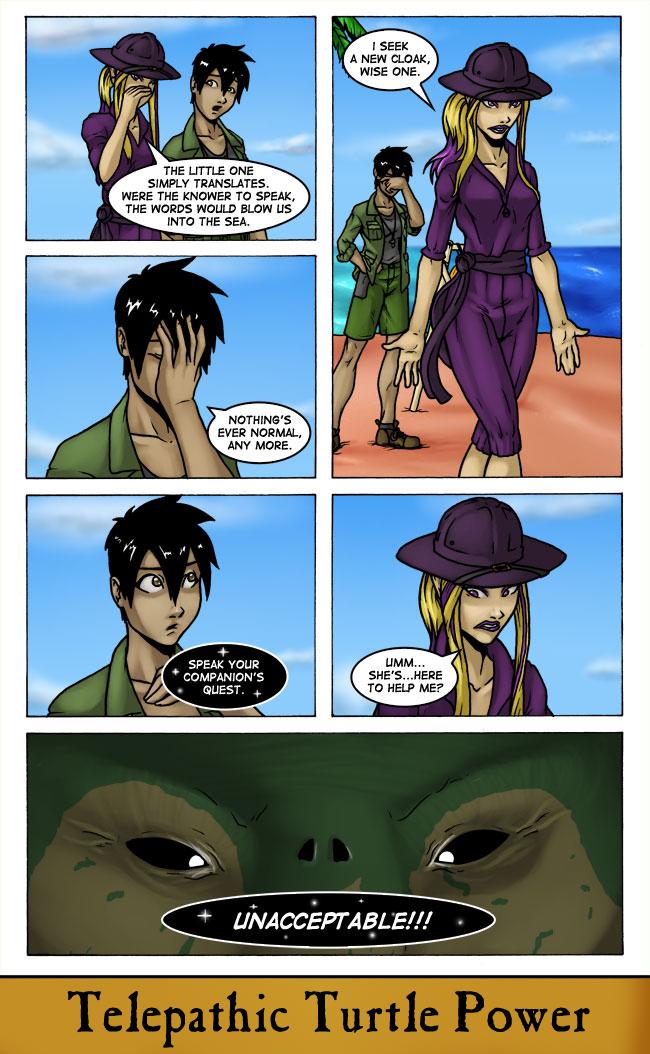 THE LITTLE ONE
SIMPLY TRANSLATES.
WERE THE KNOWER TO SPEAK,
THE WORDS WOULD BLOW US
INTO THE SEA.
NOTHING'S
EVER NORMAL,
ANY MORE.
I SEEK
A NEW CLOAK,
WISE ONE.
SPEAK YOUR
COMPANION'S
QUEST.
UMM...
SHE'S...HERE
TO HELP ME?
UNACCEPTABLE!!!
Telepathic Turtle Power